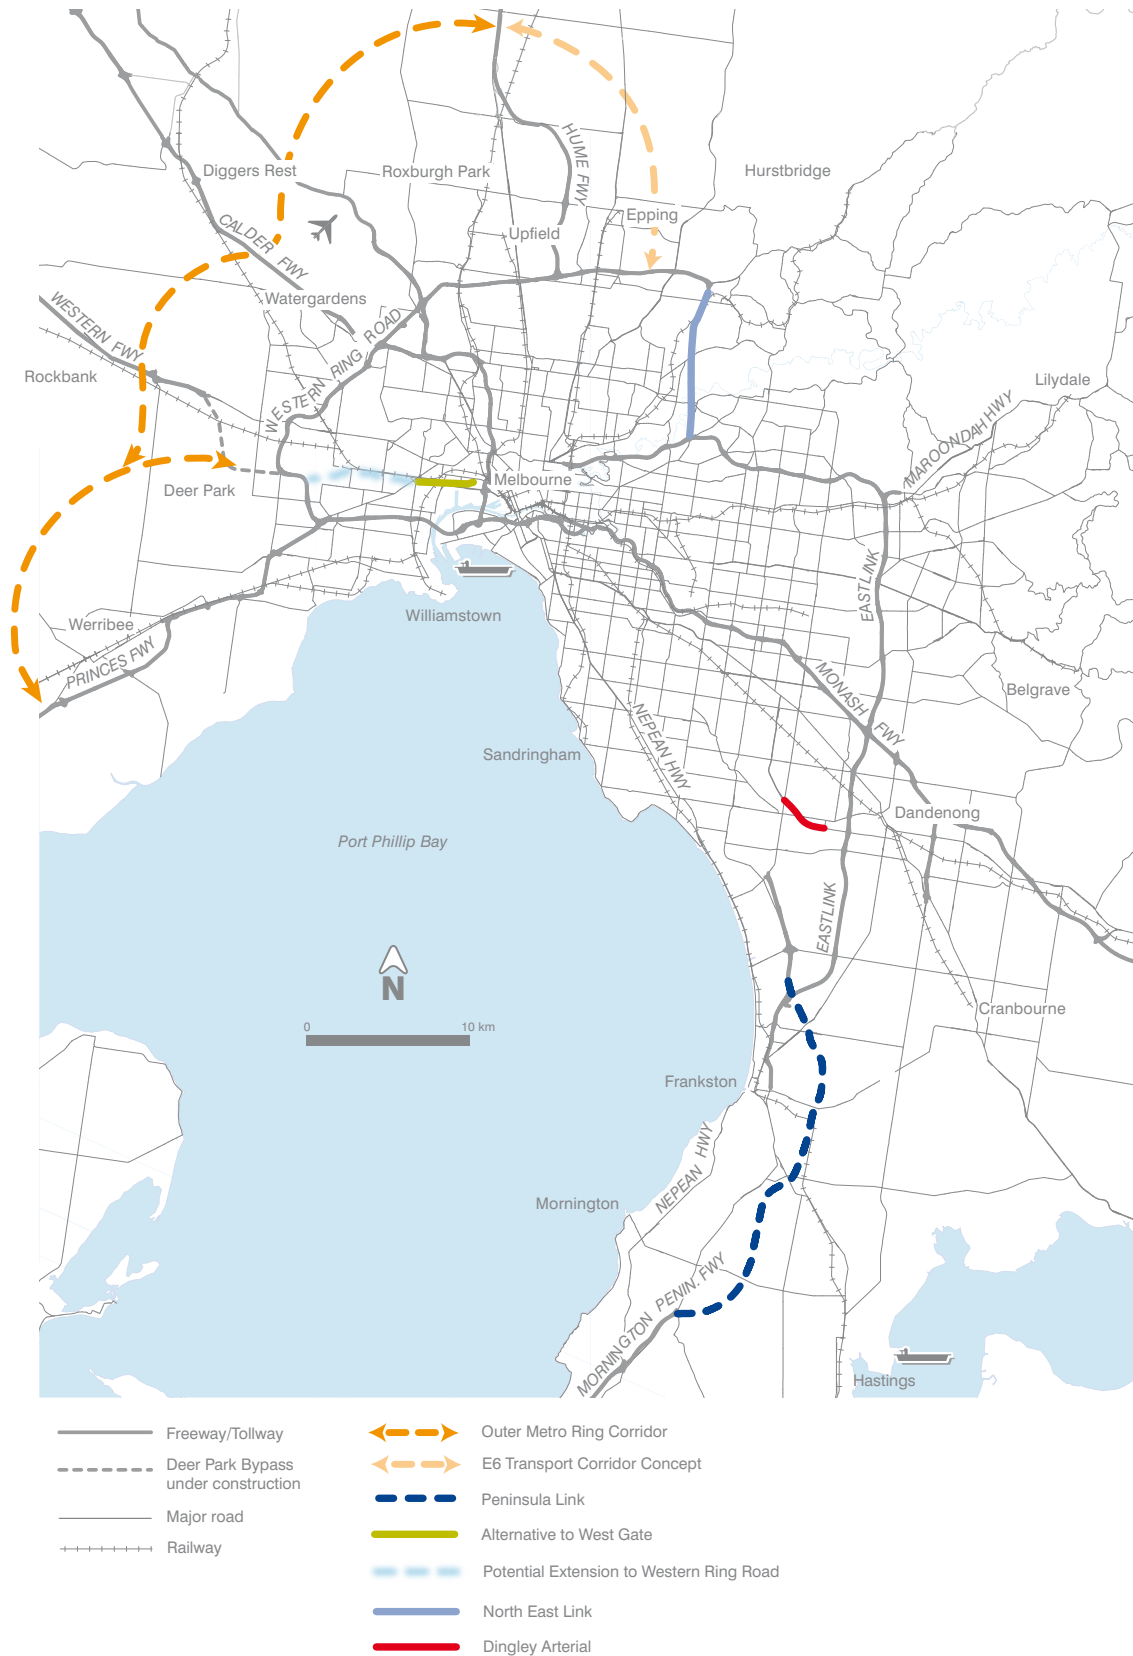 Diggers Rest
Roxburgh Park
HUME FWY
Hurstbridge
Epping
Upfield
CALDER FWY
Watergardens
WESTERN FWY
WESTERN RING ROAD
Rockbank
Lilydale
MAROONDAH HWY
Deer Park
Melbourne
EASTLINK
Williamstown
Werribee
PRINCES FWY
MONASH FWY
Belgrave
NEPEAN HWY
Sandringham
Dandenong
Port Phillip Bay
EASTLINK
N
0
10 km
Cranbourne
Frankston
NEPEAN HWY
Mornington
MORNINGTON PENIN. FWY
Hastings
Freeway/Tollway
Deer Park Bypass
under construction
Major road
Railway
Outer Metro Ring Corridor
E6 Transport Corridor Concept
Peninsula Link
Alternative to West Gate
Potential Extension to Western Ring Road
North East Link
Dingley Arterial